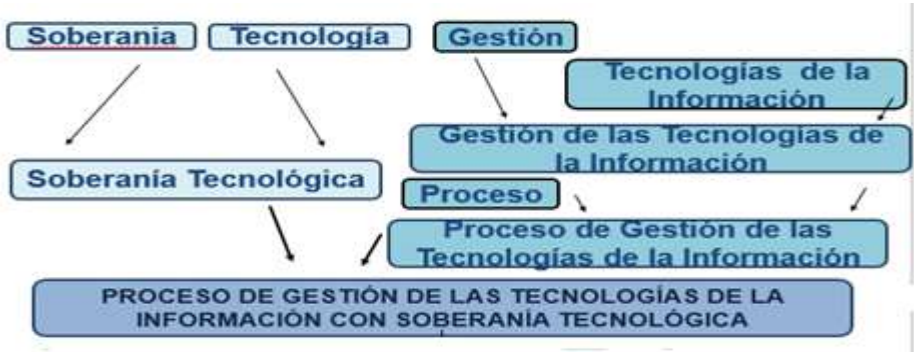 Soberania
Tecnología
Gestión
Tecnologías de la
Información
Gestión de las Tecnologías de
la Información
Soberanía Tecnológica
Proceso
Proceso de Gestión de las
Tecnologías de la Información
PROCESO DE GESTIÓN DE LAS TECNOLOGÍAS DE LA
INFORMACIÓN CON SOBERANÍA TECNOLÓGICA